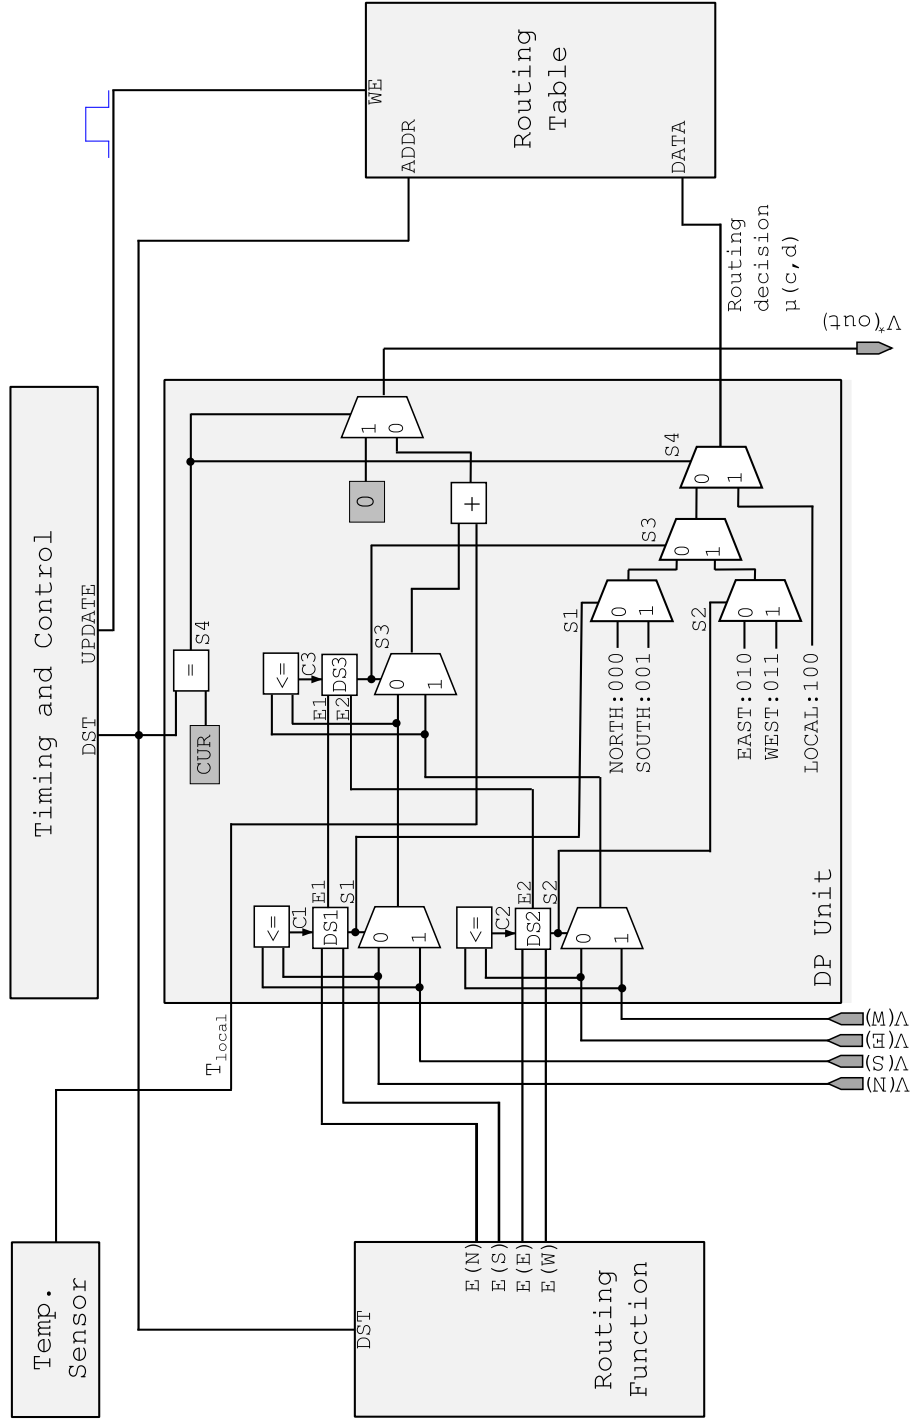 Timing and Control
DST
UPDATE
Temp.
Sensor
T_local
Routing
Function
DST
E(N)
E(S)
E(E)
E(W)
Routing
Table
WE
ADDR
DATA
Routing
decision
μ(c,d)
V*(out)
V(N)
V(S)
V(E)
V(W)
DP Unit
CUR
=
S4
<=
C1
DS1
E1
S1
0
1
<=
C2
DS2
E2
S2
0
1
<=
C3
E1
E2
DS3
S3
0
1
+
0
1
0
NORTH:000
SOUTH:001
S1
0
1
EAST:010
WEST:011
S2
0
1
LOCAL:100
S3
0
1
S4
0
1